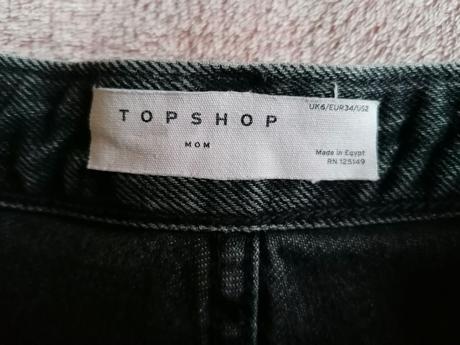 TOPSHOP
MOM
UK6/EUR34/US2
Made in Egypt
RN 125149